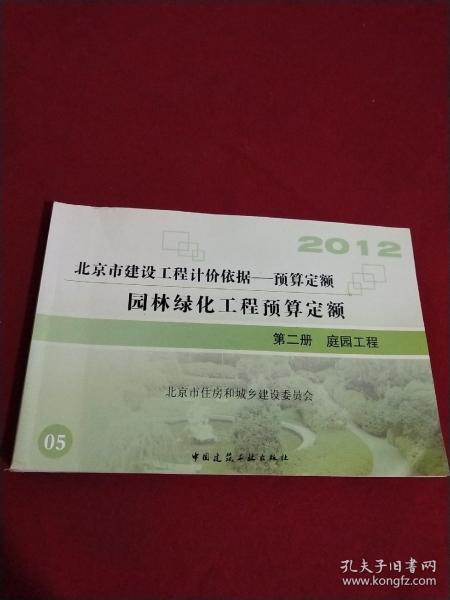 2012
北京市建设工程计价依据——预算定额
园林绿化工程预算定额
第二册 庭园工程
北京市住房和城乡建设委员会
05
中国建筑工业出版社
孔夫子旧书网
www.kongfz.com